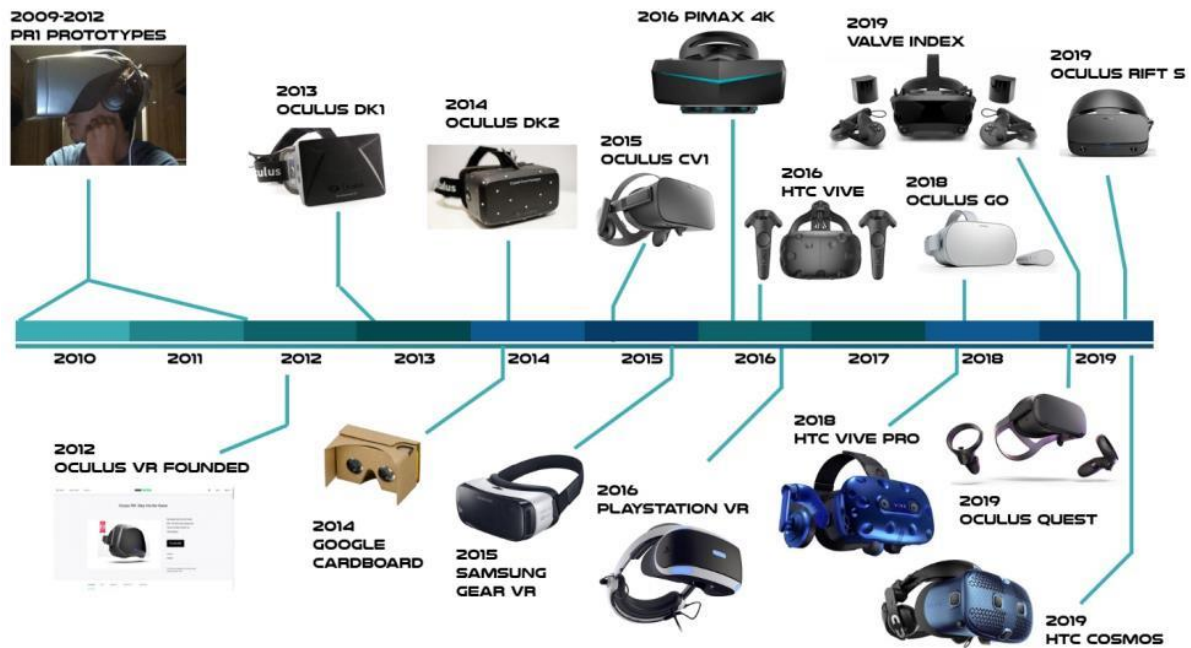 2009-2012
PR1 PROTOTYPES
2013
OCULUS DK1
2014
OCULUS DK2
2015
OCULUS CV1
2016 PIMAX 4K
2016
HTC VIVE
2019
VALVE INDEX
2018
OCULUS GO
2019
OCULUS RIFT S
2010
2011
2012
2013
2014
2015
2016
2017
2018
2019
2012
OCULUS VR FOUNDED
2014
GOOGLE
CARDBOARD
2015
SAMSUNG
GEAR VR
2016
PLAYSTATION VR
2018
HTC VIVE PRO
2019
OCULUS QUEST
2019
HTC COSMOS